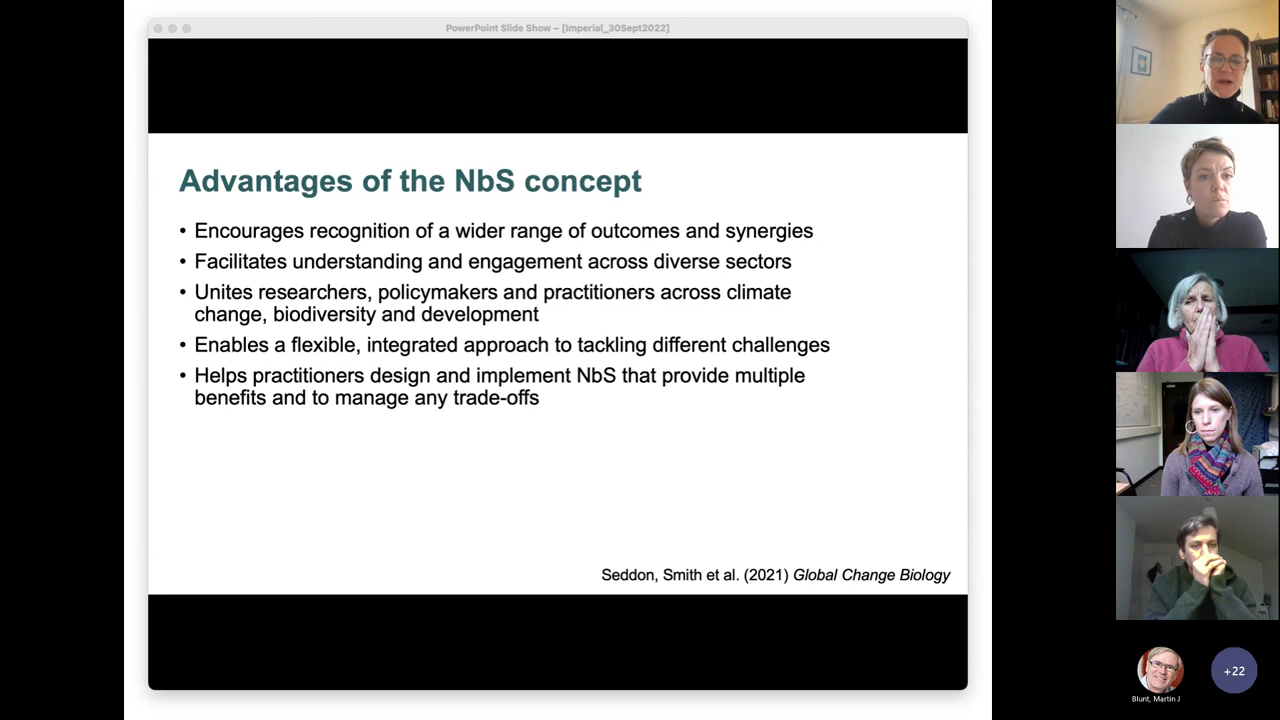 PowerPoint Slide Show – [Imperial_30Sept2022]
Advantages of the NbS concept
• Encourages recognition of a wider range of outcomes and synergies
• Facilitates understanding and engagement across diverse sectors
• Unites researchers, policymakers and practitioners across climate
change, biodiversity and development
• Enables a flexible, integrated approach to tackling different challenges
• Helps practitioners design and implement NbS that provide multiple
benefits and to manage any trade-offs
Seddon, Smith et al. (2021) Global Change Biology
+22
Blunt, Martin J